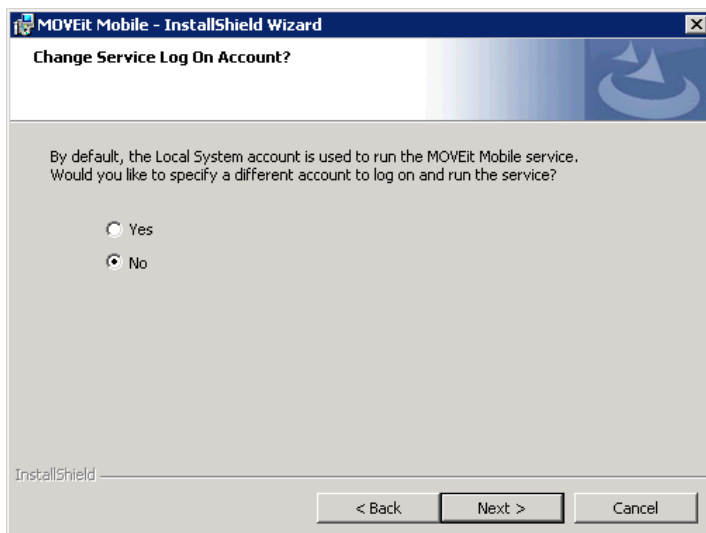 MOVEit Mobile - InstallShield Wizard
Change Service Log On Account?
By default, the Local System account is used to run the MOVEit Mobile service.
Would you like to specify a different account to log on and run the service?
Yes
No
InstallShield
< Back
Next >
Cancel